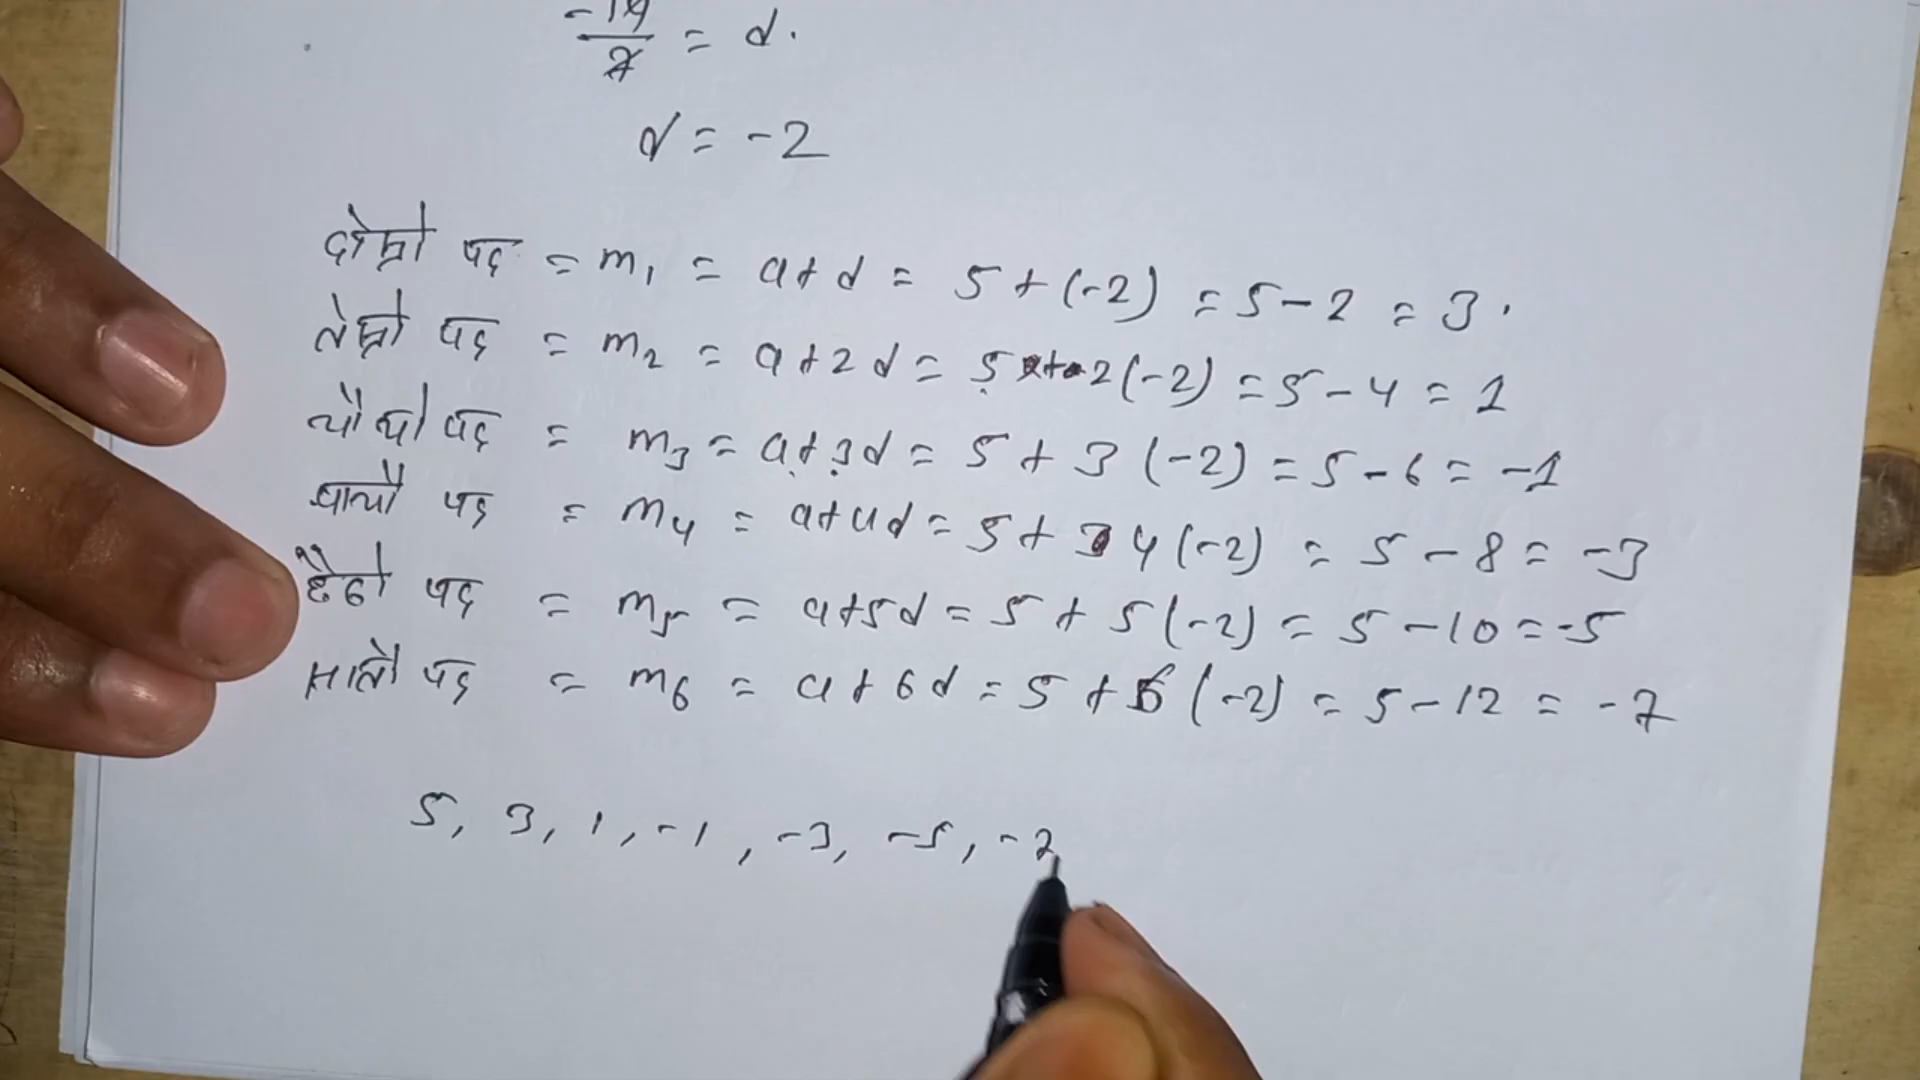 -14/7 = d.
d = -2
दोस्रो पद = m₁ = a+d = 5+(-2) = 5-2 = 3.
तेस्रो पद = m₂ = a+2d = 5+2(-2) = 5-4 = 1
चौथो पद = m₃ = a+3d = 5+3(-2) = 5-6 = -1
पाचौ पद = m₄ = a+4d = 5+4(-2) = 5-8 = -3
छैठो पद = m₅ = a+5d = 5+5(-2) = 5-10 = -5
सातौ पद = m₆ = a+6d = 5+6(-2) = 5-12 = -7
5, 3, 1, -1, -3, -5, -7